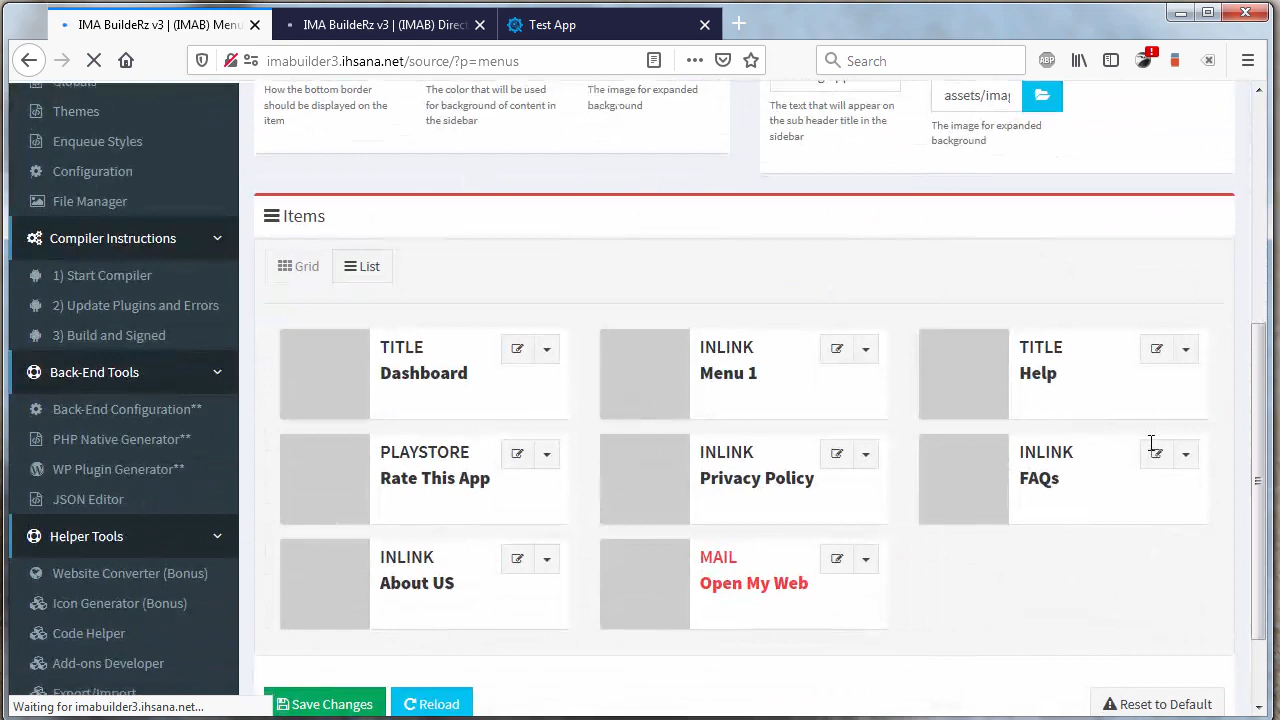 IMA BuildeRz v3 | (IMAB) Menu
IMA BuildeRz v3 | (IMAB) Direct
Test App
imabuilder3.ihsana.net/source/?p=menus
Search
ABP
!
Globals
Themes
Enqueue Styles
Configuration
File Manager
Compiler Instructions
1) Start Compiler
2) Update Plugins and Errors
3) Build and Signed
Back-End Tools
Back-End Configuration**
PHP Native Generator**
WP Plugin Generator**
JSON Editor
Helper Tools
Website Converter (Bonus)
Icon Generator (Bonus)
Code Helper
Add-ons Developer
Export/Import
Waiting for imabuilder3.ihsana.net...
How the bottom border should be display on the item
The color that will be used for background of content in the sidebar
The image for expanded background
The text that will appear on the sub header title in the sidebar
assets/imag
The image for expanded background
Items
Grid
List
TITLE
Dashboard
INLINK
Menu 1
TITLE
Help
PLAYSTORE
Rate This App
INLINK
Privacy Policy
INLINK
FAQs
INLINK
About US
MAIL
Open My Web
Save Changes
Reload
Reset to Default